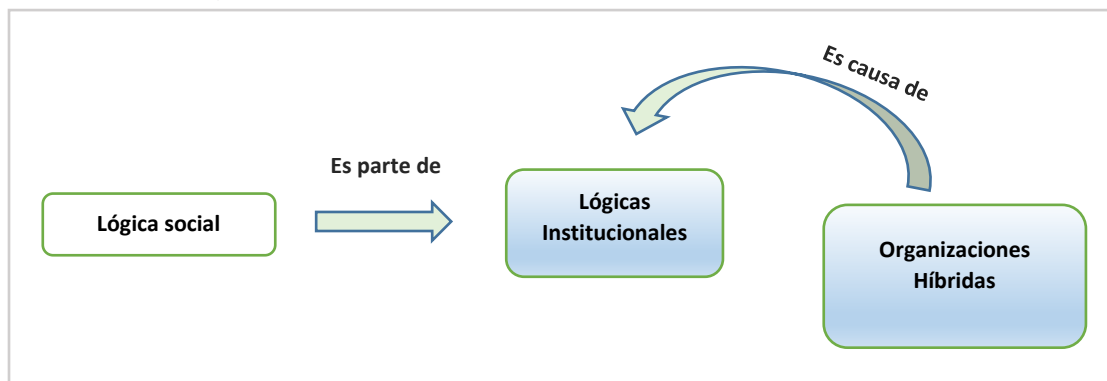 Es causa de
Es parte de
Lógica social
Lógicas
Institucionales
Organizaciones
Híbridas